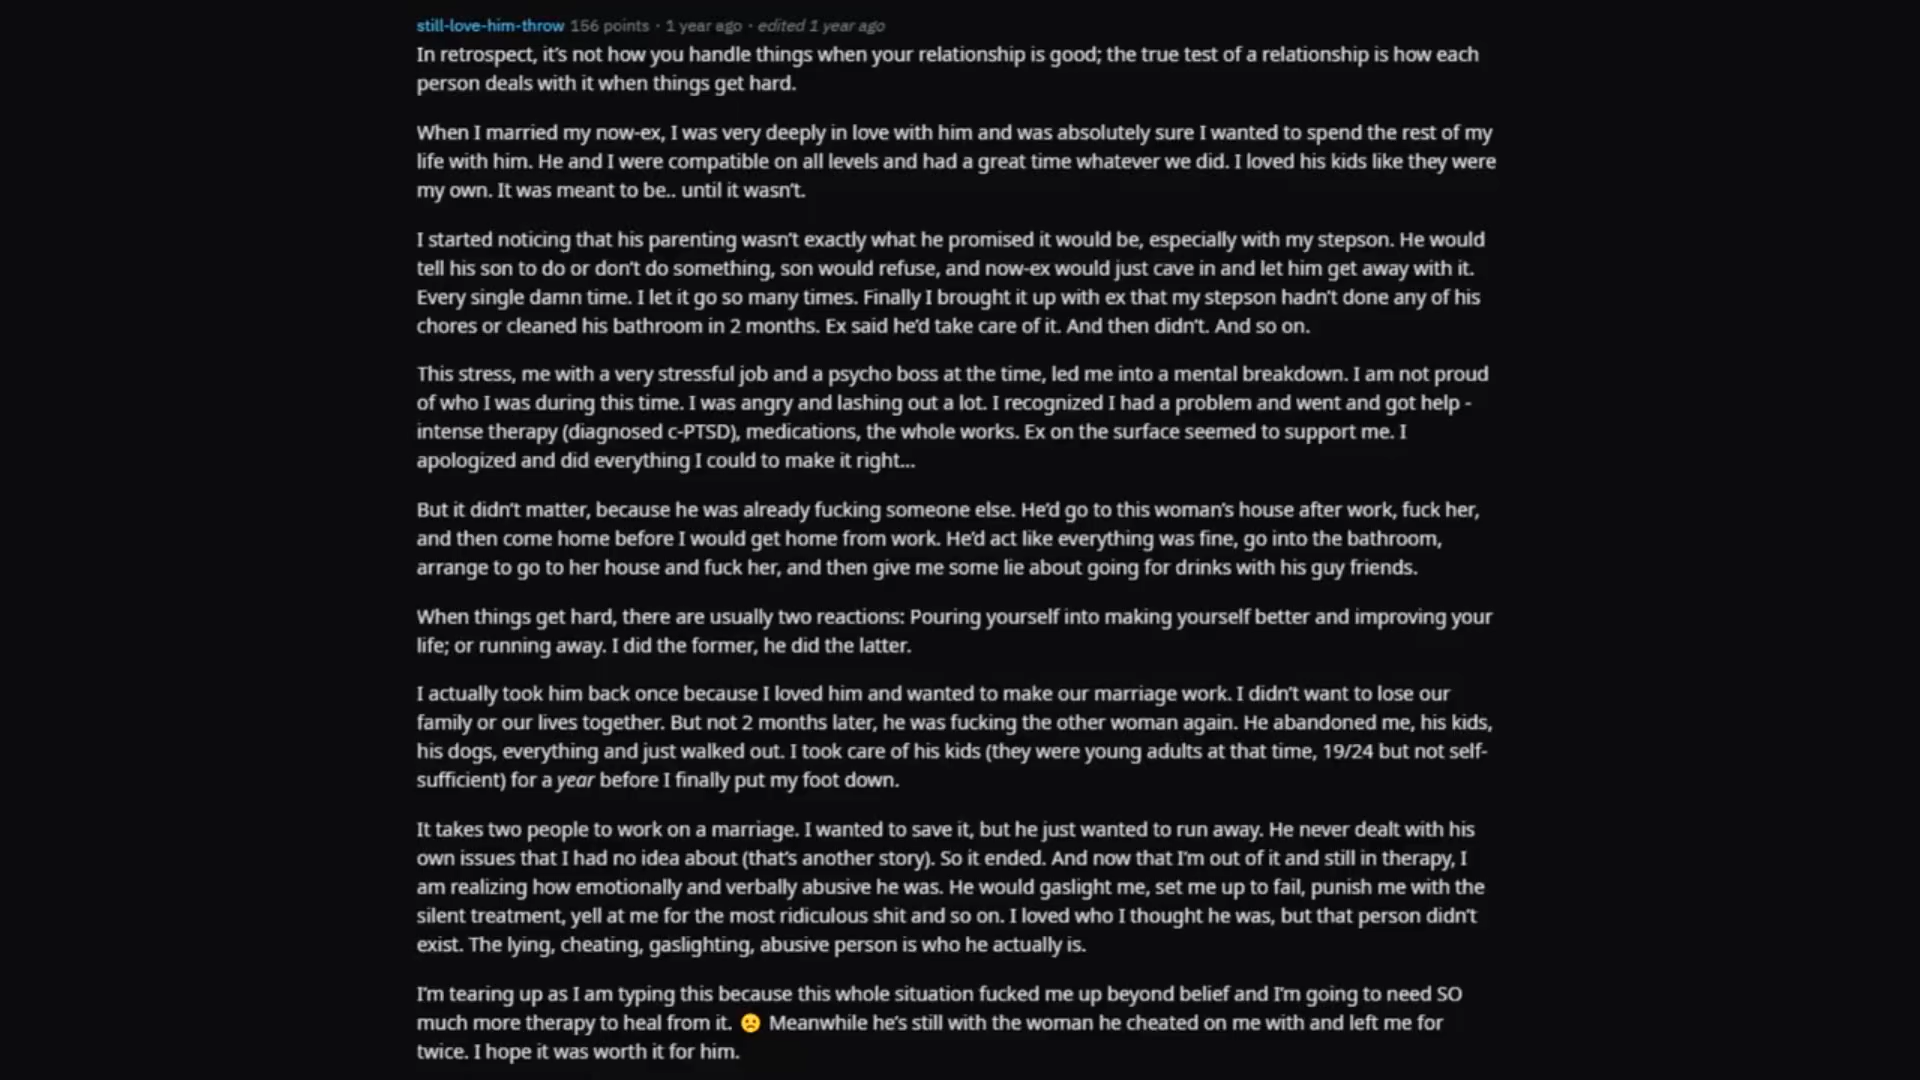 still-love-him-throw 156 points · 1 year ago · edited 1 year ago
In retrospect, it's not how you handle things when your relationship is good; the true test of a relationship is how each
person deals with it when things get hard.
When I married my now-ex, I was very deeply in love with him and was absolutely sure I wanted to spend the rest of my
life with him. He and I were compatible on all levels and had a great time whatever we did. I loved his kids like they were
my own. It was meant to be.. until it wasn't.
I started noticing that his parenting wasn't exactly what he promised it would be, especially with my stepson. He would
tell his son to do or don't do something, son would refuse, and now-ex would just cave in and let him get away with it.
Every single damn time. I let it go so many times. Finally I brought it up with ex that my stepson hadn't done any of his
chores or cleaned his bathroom in 2 months. Ex said he'd take care of it. And then didn't. And so on.
This stress, me with a very stressful job and a psycho boss at the time, led me into a mental breakdown. I am not proud
of who I was during this time. I was angry and lashing out a lot. I recognized I had a problem and went and got help -
intense therapy (diagnosed c-PTSD), medications, the whole works. Ex on the surface seemed to support me. I
apologized and did everything I could to make it right...
But it didn't matter, because he was already fucking someone else. He'd go to this woman's house after work, fuck her,
and then come home before I would get home from work. He'd act like everything was fine, go into the bathroom,
arrange to go to her house and fuck her, and then give me some lie about going for drinks with his guy friends.
When things get hard, there are usually two reactions: Pouring yourself into making yourself better and improving your
life; or running away. I did the former, he did the latter.
I actually took him back once because I loved him and wanted to make our marriage work. I didn't want to lose our
family or our lives together. But not 2 months later, he was fucking the other woman again. He abandoned me, his kids,
his dogs, everything and just walked out. I took care of his kids (they were young adults at that time, 19/24 but not self-
sufficient) for a year before I finally put my foot down.
It takes two people to work on a marriage. I wanted to save it, but he just wanted to run away. He never dealt with his
own issues that I had no idea about (that's another story). So it ended. And now that I'm out of it and still in therapy, I
am realizing how emotionally and verbally abusive he was. He would gaslight me, set me up to fail, punish me with the
silent treatment, yell at me for the most ridiculous shit and so on. I loved who I thought he was, but that person didn't
exist. The lying, cheating, gaslighting, abusive person is who he actually is.
I'm tearing up as I am typing this because this whole situation fucked me up beyond belief and I'm going to need SO
much more therapy to heal from it. 🙁 Meanwhile he's still with the woman he cheated on me with and left me for
twice. I hope it was worth it for him.